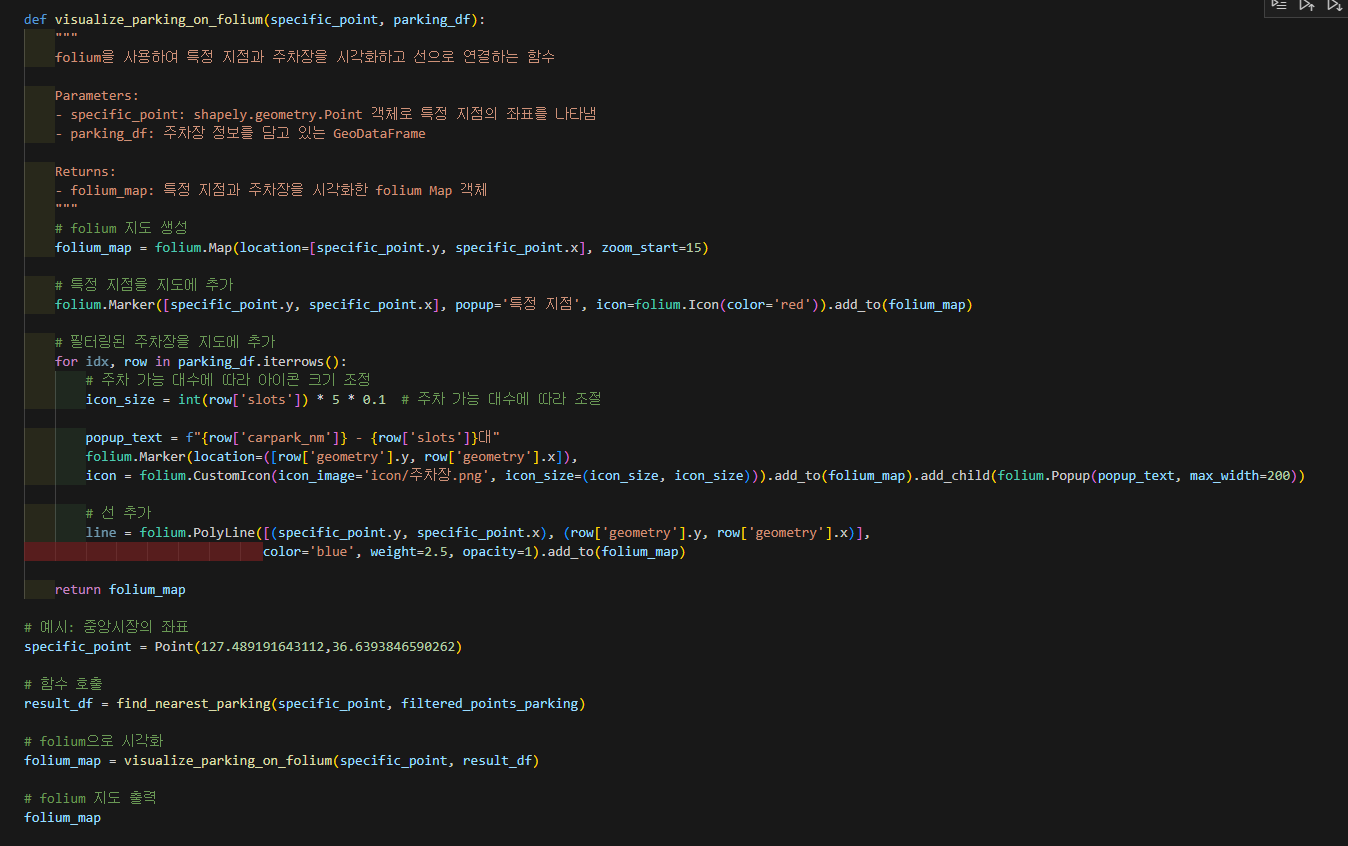 def visualize_parking_on_folium(specific_point, parking_df):
    """
    folium을 사용하여 특정 지점과 주차장을 시각화하고 선으로 연결하는 함수

    Parameters:
    - specific_point: shapely.geometry.Point 객체로 특정 지점의 좌표를 나타냄
    - parking_df: 주차장 정보를 담고 있는 GeoDataFrame

    Returns:
    - folium_map: 특정 지점과 주차장을 시각화한 folium Map 객체
    """
    # folium 지도 생성
    folium_map = folium.Map(location=[specific_point.y, specific_point.x], zoom_start=15)

    # 특정 지점을 지도에 추가
    folium.Marker([specific_point.y, specific_point.x], popup='특정 지점', icon=folium.Icon(color='red')).add_to(folium_map)

    # 필터링된 주차장을 지도에 추가
    for idx, row in parking_df.iterrows():
        # 주차 가능 대수에 따라 아이콘 크기 조정
        icon_size = int(row['slots']) * 5 * 0.1  # 주차 가능 대수에 따라 조절

        popup_text = f"{row['carpark_nm']} - {row['slots']}대"
        folium.Marker(location=([row['geometry'].y, row['geometry'].x]),
        icon = folium.CustomIcon(icon_image='icon/주차장.png', icon_size=(icon_size, icon_size))).add_to(folium_map).add_child(folium.Popup(popup_text, max_width=200))

        # 선 추가
        line = folium.PolyLine([(specific_point.y, specific_point.x), (row['geometry'].y, row['geometry'].x)],
                               color='blue', weight=2.5, opacity=1).add_to(folium_map)

    return folium_map

# 예시: 중앙시장의 좌표
specific_point = Point(127.489191643112,36.6393846590262)

# 함수 호출
result_df = find_nearest_parking(specific_point, filtered_points_parking)

# folium으로 시각화
folium_map = visualize_parking_on_folium(specific_point, result_df)

# folium 지도 출력
folium_map